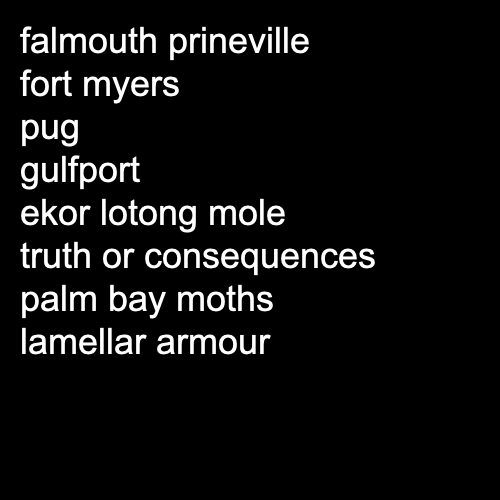 falmouth prineville
fort myers
pug
gulfport
ekor lotong mole
truth or consequences
palm bay moths
lamellar armour